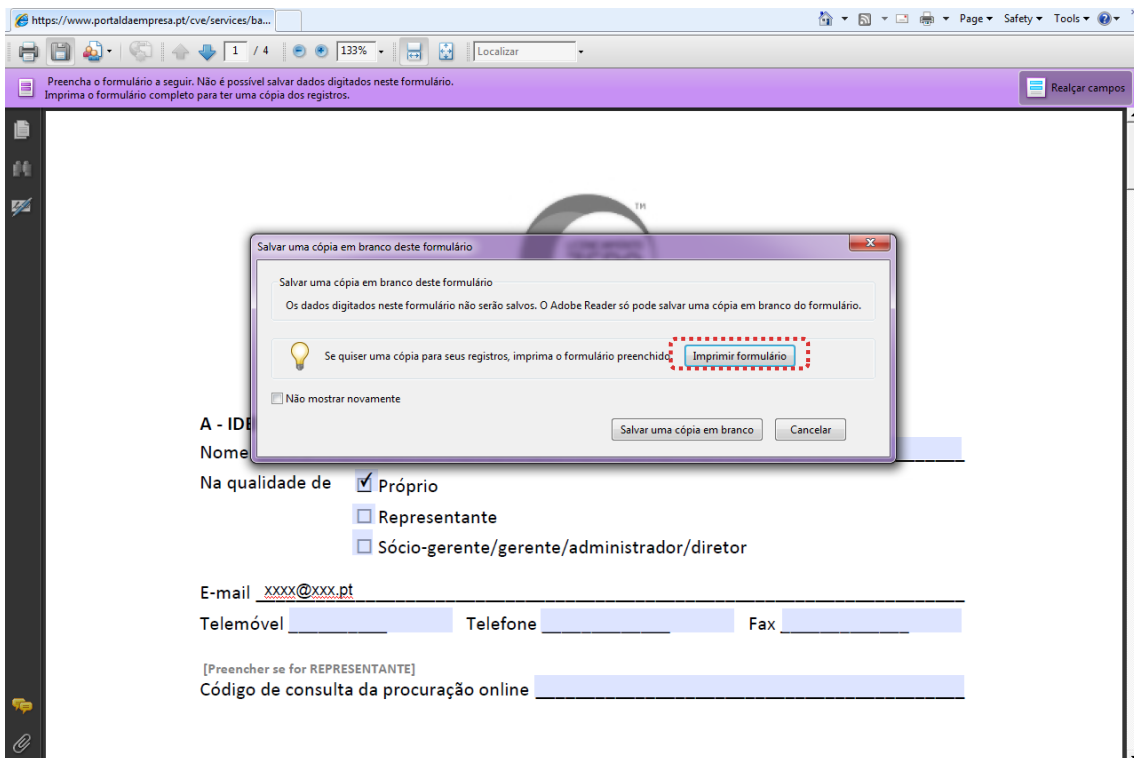 https://www.portaldaempresa.pt/cve/services/ba...
Page Safety Tools
1 / 4 133% Localizar
Preencha o formulário a seguir. Não é possível salvar dados digitados neste formulário.
Imprima o formulário completo para ter uma cópia dos registros.
Realçar campos
TM
Salvar uma cópia em branco deste formulário
Salvar uma cópia em branco deste formulário
Os dados digitados neste formulário não serão salvos. O Adobe Reader só pode salvar uma cópia em branco do formulário.
Se quiser uma cópia para seus registros, imprima o formulário preenchido Imprimir formulário
Não mostrar novamente
Salvar uma cópia em branco Cancelar
A - IDE
Nome
Na qualidade de Próprio
Representante
Sócio-gerente/gerente/administrador/diretor
E-mail xxxx@xxx.pt
Telemóvel Telefone Fax
[Preencher se for REPRESENTANTE]
Código de consulta da procuração online